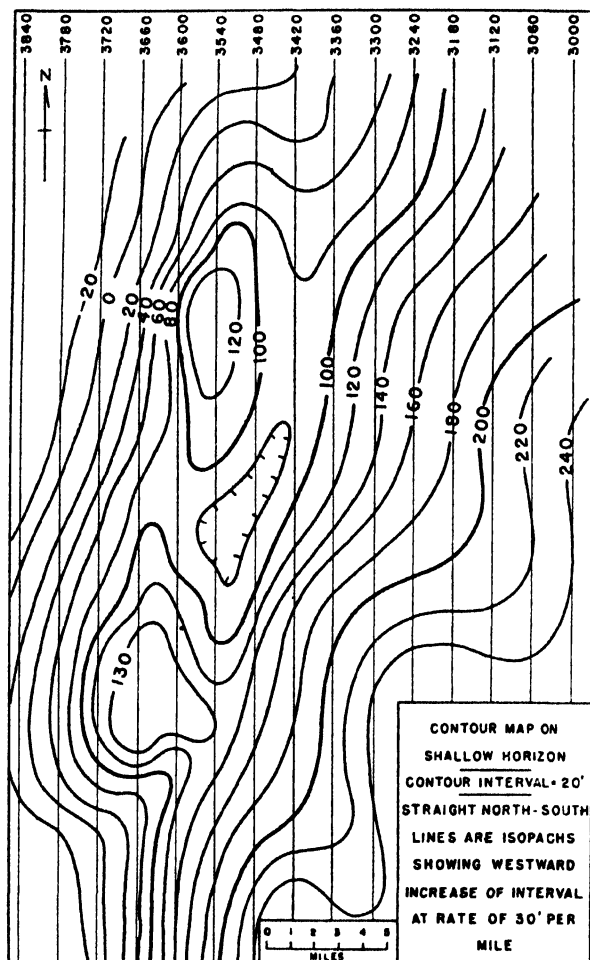 3840 3780 3720 3660 3600 3540 3480 3420 3360 3300 3240 3180 3120 3060 3000
N
-20
0
20
40
60
80
120
100
100
120
140
160
180
200
220
240
130
CONTOUR MAP ON
SHALLOW HORIZON
CONTOUR INTERVAL = 20'
STRAIGHT NORTH-SOUTH
LINES ARE ISOPACHS
SHOWING WESTWARD
INCREASE OF INTERVAL
AT RATE OF 30' PER
MILE
0 1 2 3 4 5
MILES